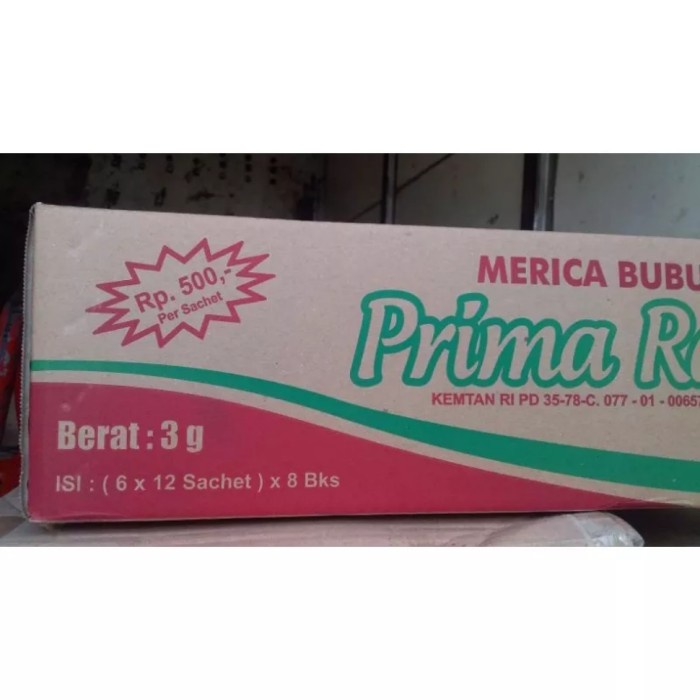 Rp. 500,-
Per Sachet
MERICA BUBU
Prima R
KEMTAN RI PD 35-78-C. 077 - 01 - 0065
Berat : 3 g
ISI : ( 6 x 12 Sachet ) x 8 Bks